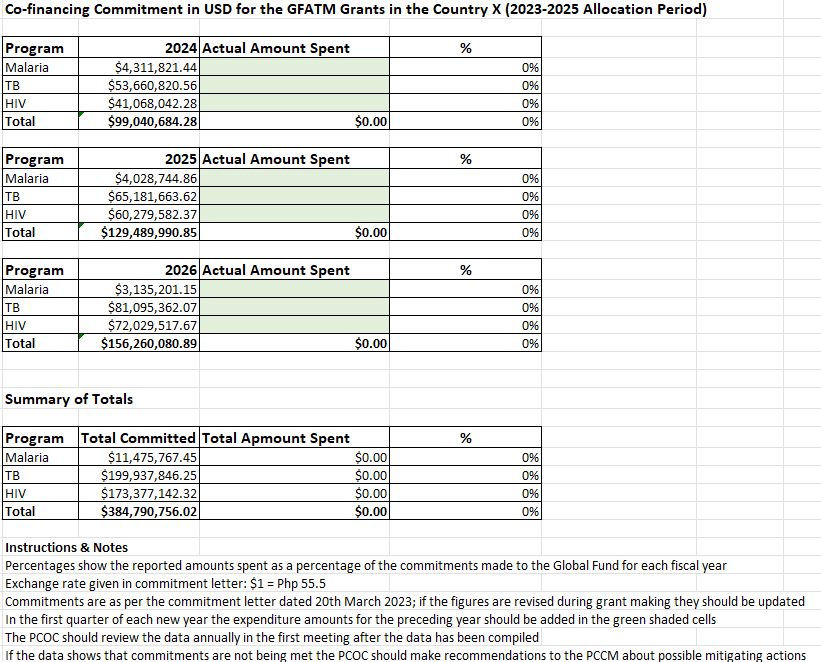 Co-financing Commitment in USD for the GFATM Grants in the Country X (2023-2025 Allocation Period)
Program 2024 Actual Amount Spent %
Malaria $4,311,821.44 0%
TB $53,660,820.56 0%
HIV $41,068,042.28 0%
Total $99,040,684.28 $0.00 0%
Program 2025 Actual Amount Spent %
Malaria $4,028,744.86 0%
TB $65,181,663.62 0%
HIV $60,279,582.37 0%
Total $129,489,990.85 $0.00 0%
Program 2026 Actual Amount Spent %
Malaria $3,135,201.15 0%
TB $81,095,362.07 0%
HIV $72,029,517.67 0%
Total $156,260,080.89 $0.00 0%
Summary of Totals
Program Total Committed Total Apmount Spent %
Malaria $11,475,767.45 $0.00 0%
TB $199,937,846.25 $0.00 0%
HIV $173,377,142.32 $0.00 0%
Total $384,790,756.02 $0.00 0%
Instructions & Notes
Percentages show the reported amounts spent as a percentage of the commitments made to the Global Fund for each fiscal year
Exchange rate given in commitment letter: $1 = Php 55.5
Commitments are as per the commitment letter dated 20th March 2023; if the figures are revised during grant making they should be updated
In the first quarter of each new year the expenditure amounts for the preceding year should be added in the green shaded cells
The PCOC should review the data annually in the first meeting after the data has been compiled
If the data shows that commitments are not being met the PCOC should make recommendations to the PCCM about possible mitigating actions